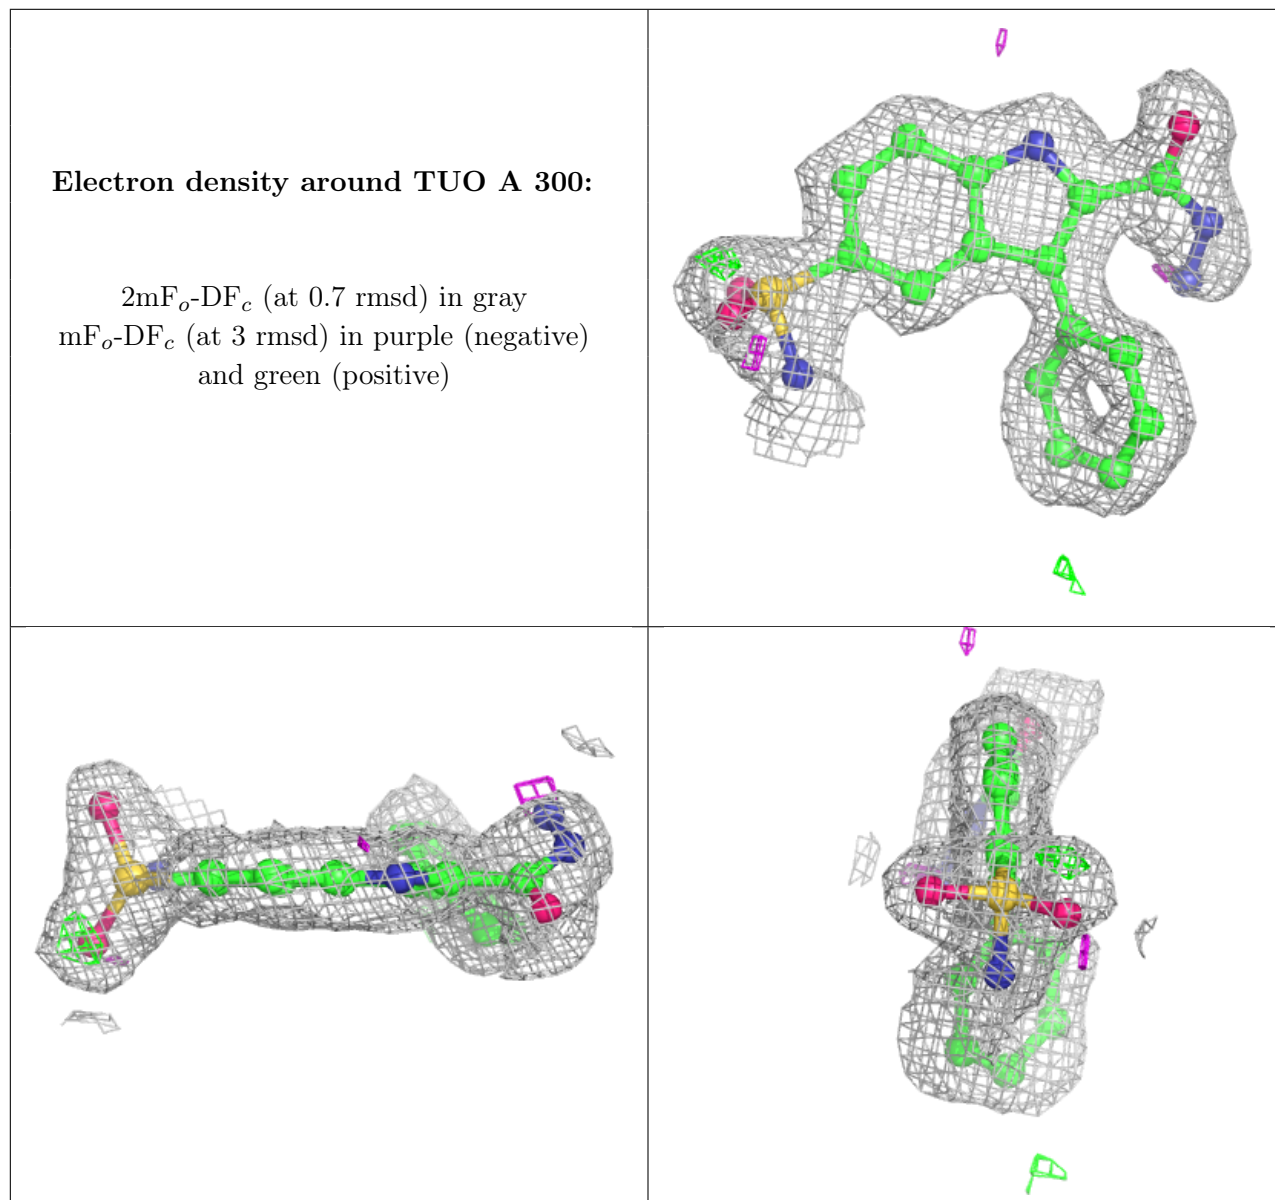 Electron density around TUO A 300:
2mFo-DFc (at 0.7 rmsd) in gray
mFo-DFc (at 3 rmsd) in purple (negative)
and green (positive)